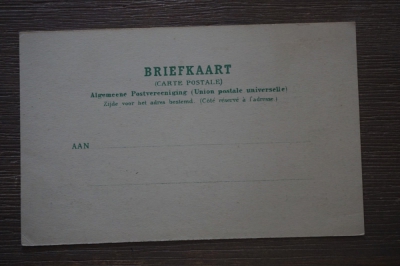 BRIEFKAART
(CARTE POSTALE)
Algemeene Postvereeniging (Union postale universelle)
Zijde voor het adres bestemd. (Côté réservé à l'adresse.)
AAN